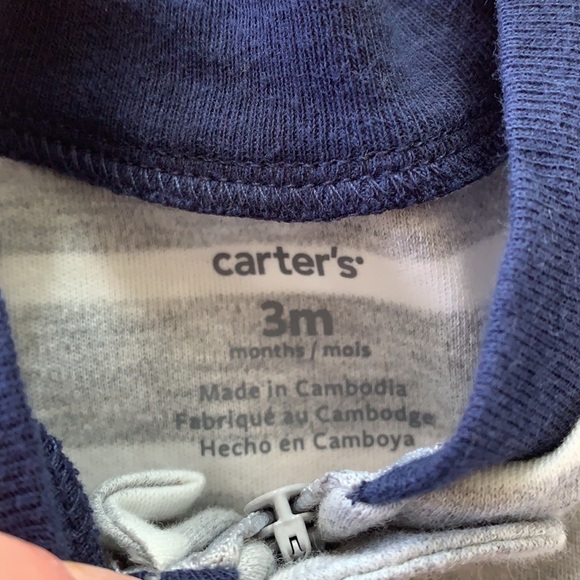 carter's
3m
months / mois
Made in Cambodia
Fabriqué au Cambodge
Hecho en Camboya